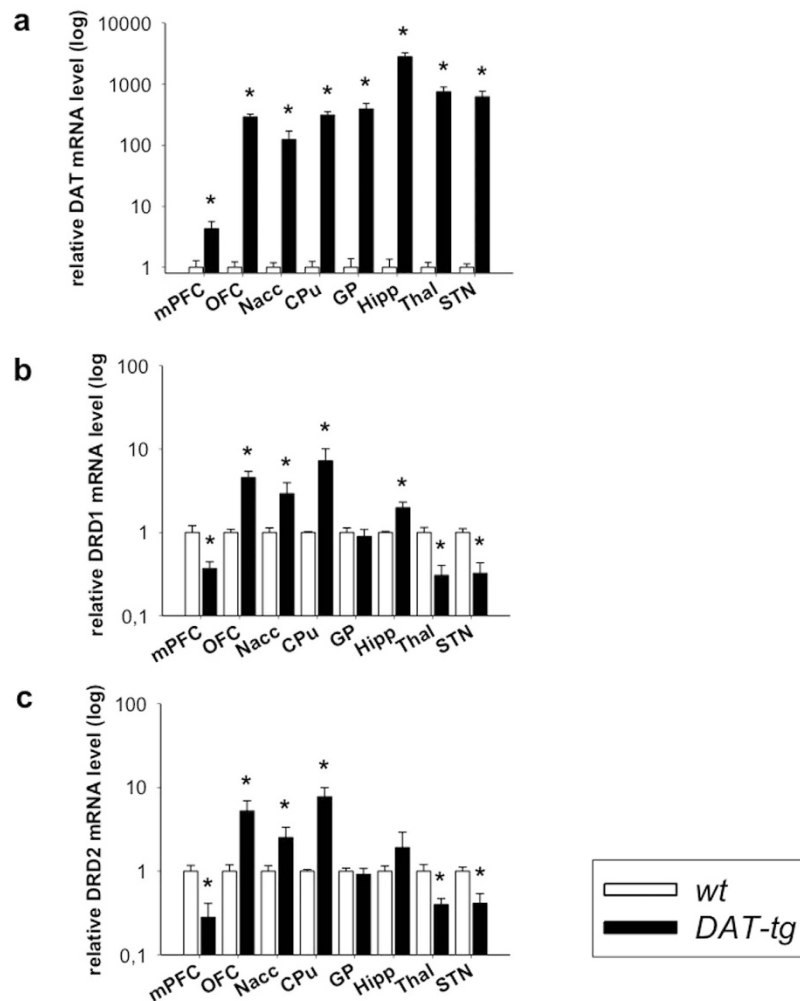 a
relative DAT mRNA level (log)
10000
1000
100
10
1
* * * * * * * *
mPFC OFC Nacc CPu GP Hipp Thal STN
b
relative DRD1 mRNA level (log
100
10
1
0,1
* * * * * * *
mPFC OFC Nacc CPu GP Hipp Thal STN
c
relative DRD2 mRNA level (log)
100
10
1
0,1
* * * * * *
mPFC OFC Nacc CPu GP Hipp Thal STN
wt
DAT-tg